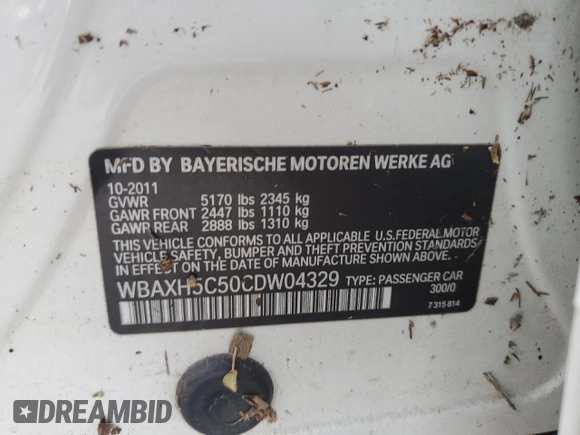 MFD BY BAYERISCHE MOTOREN WERKE AG
10-2011
GVWR 5170 lbs 2345 kg
GAWR FRONT 2447 lbs 1110 kg
GAWR REAR 2888 lbs 1310 kg
THIS VEHICLE CONFORMS TO ALL APPLICABLE U.S.FEDERAL MOTOR
VEHICLE SAFETY, BUMPER AND THEFT PREVENTION STANDARDS
IN EFFECT ON THE DATE OF MANUFACTURE SHOWN ABOVE.
WBAXH5C50CDW04329 TYPE: PASSENGER CAR
300/0
7 315 814
DREAMBID